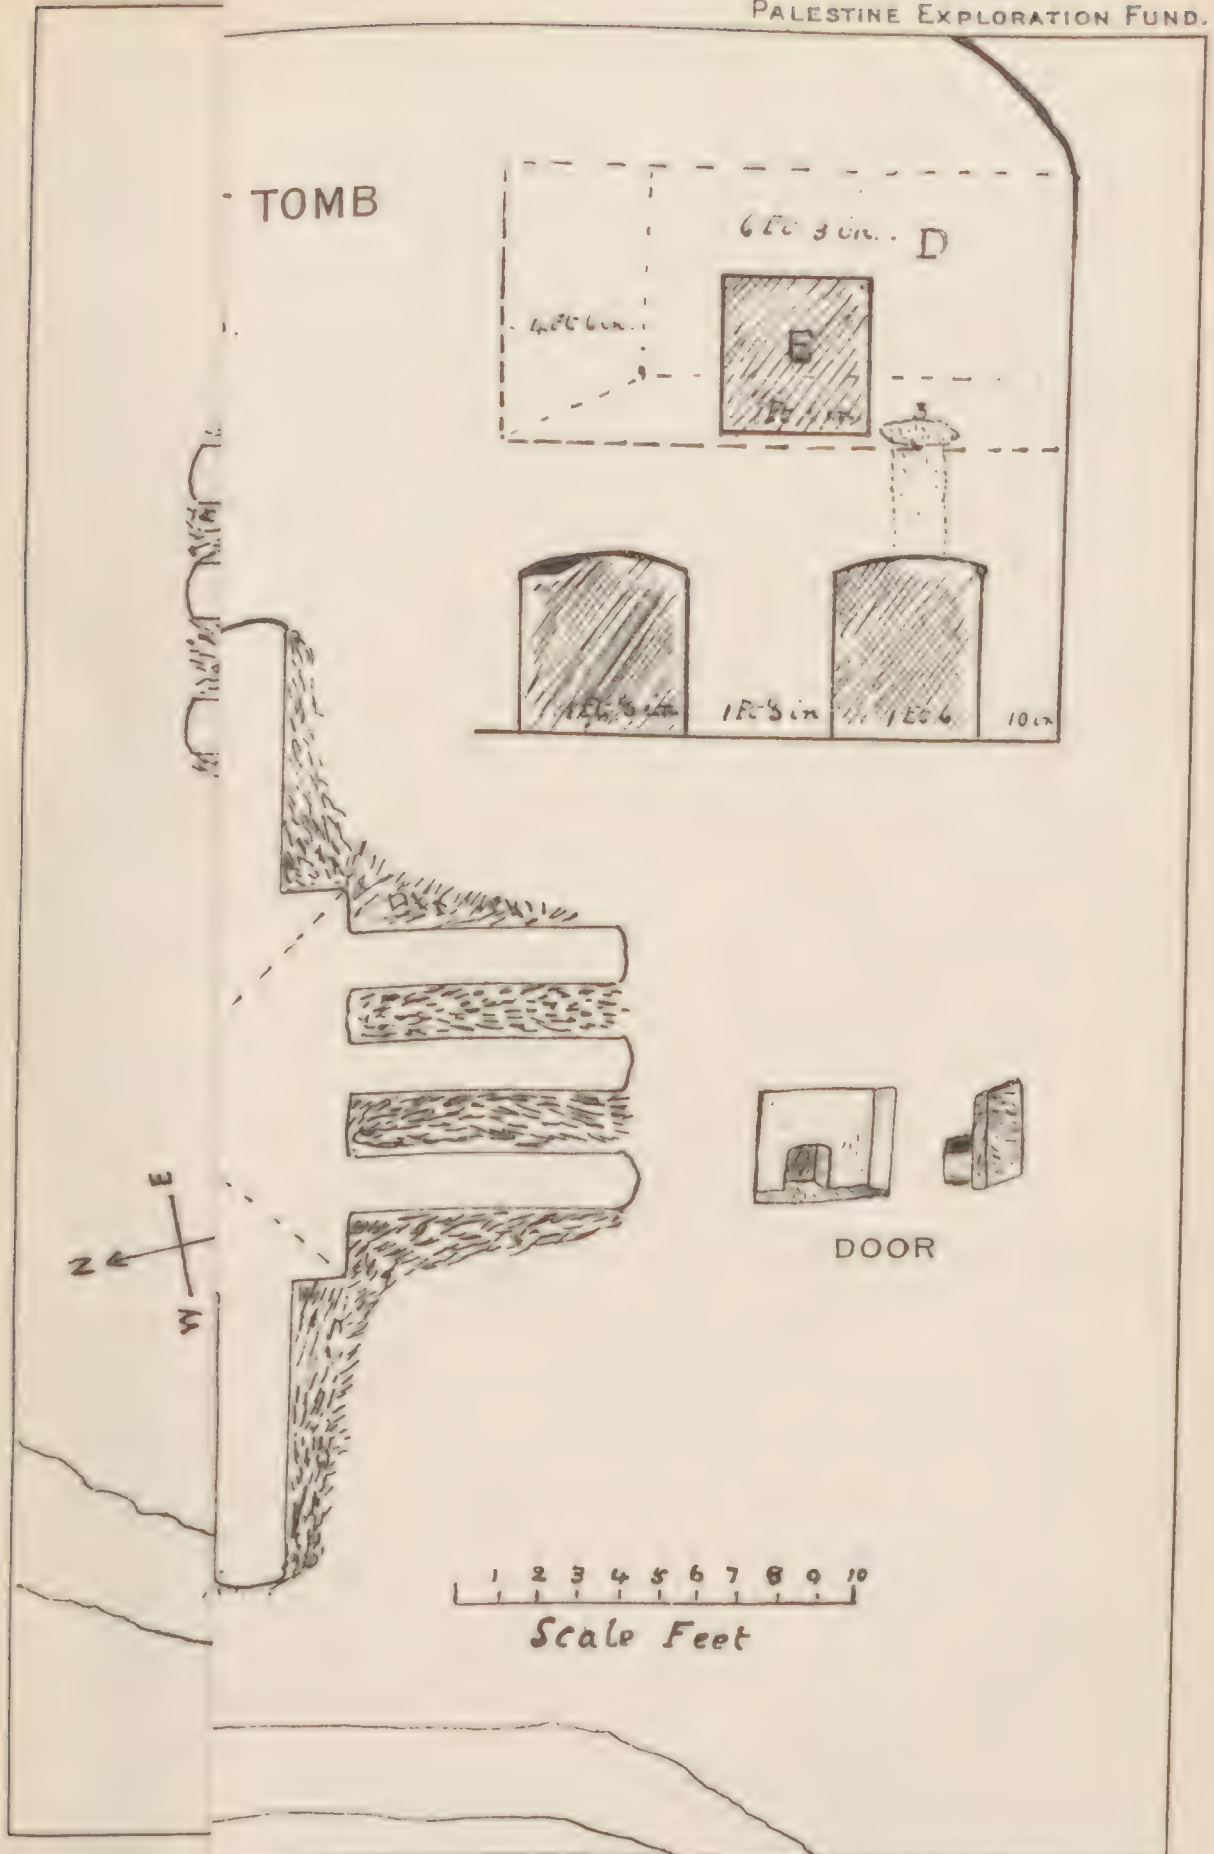 PALESTINE EXPLORATION FUND.
TOMB
6 Ft 3 in.. D
4 Ft 6 in.
E
3
1 Ft 3 in
1 Ft 6
10 in
E
N
W
DOOR
1 2 3 4 5 6 7 8 9 10
Scale Feet